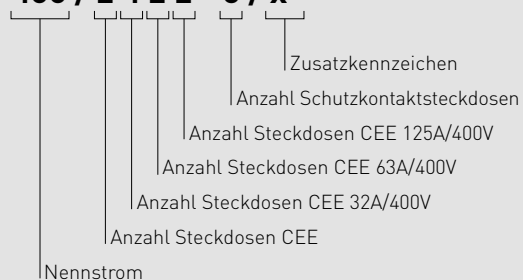 Zusatzkennzeichen
Anzahl Schutzkontaktsteckdosen
Anzahl Steckdosen CEE 125A/400V
Anzahl Steckdosen CEE 63A/400V
Anzahl Steckdosen CEE 32A/400V
Anzahl Steckdosen CEE
Nennstrom